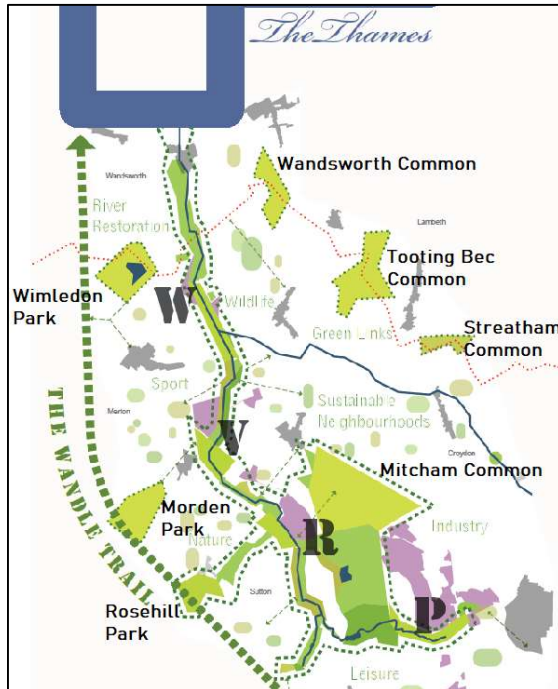 The Thames
Wandsworth Common
Wandsworth
River
Restoration
Lambeth
Tooting Bec
Common
Wimledon
Park
W
Wildlife
Green Links
Streatham
Common
Sport
Sustainable
Neighbourhoods
THE WANDLE TRAIL
Merton
V
Croydon
Mitcham Common
Morden
Park
Nature
R
Industry
Rosehill
Park
Sutton
P
Leisure